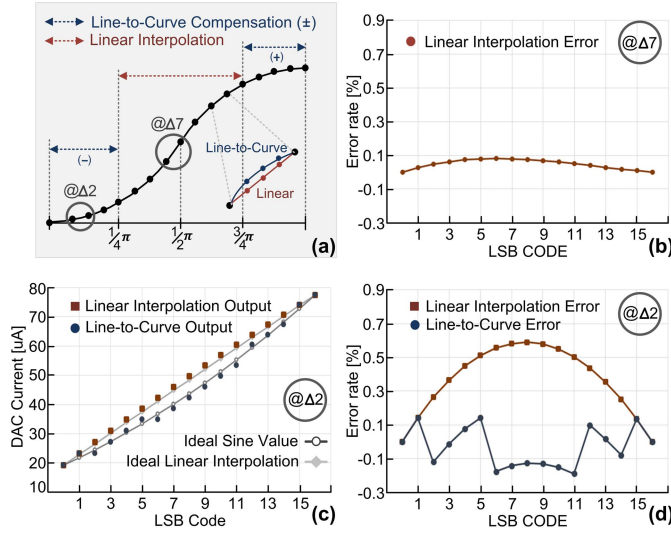 Line-to-Curve Compensation (±)
Linear Interpolation
(+)
@Δ7
(−)
Line-to-Curve
@Δ2
Linear
1/4 π
1/2 π
3/4 π
(a)
0.9
0.7
0.5
0.3
0.1
-0.1
-0.3
Error rate [%]
Linear Interpolation Error
@Δ7
1 3 5 7 9 11 13 15
LSB CODE
(b)
80
70
60
50
40
30
20
10
DAC Current [uA]
Linear Interpolation Output
Line-to-Curve Output
@Δ2
Ideal Sine Value
Ideal Linear Interpolation
1 3 5 7 9 11 13 15
LSB Code
(c)
0.9
0.7
0.5
0.3
0.1
-0.1
-0.3
Error rate [%]
Linear Interpolation Error
Line-to-Curve Error
@Δ2
1 3 5 7 9 11 13 15
LSB CODE
(d)